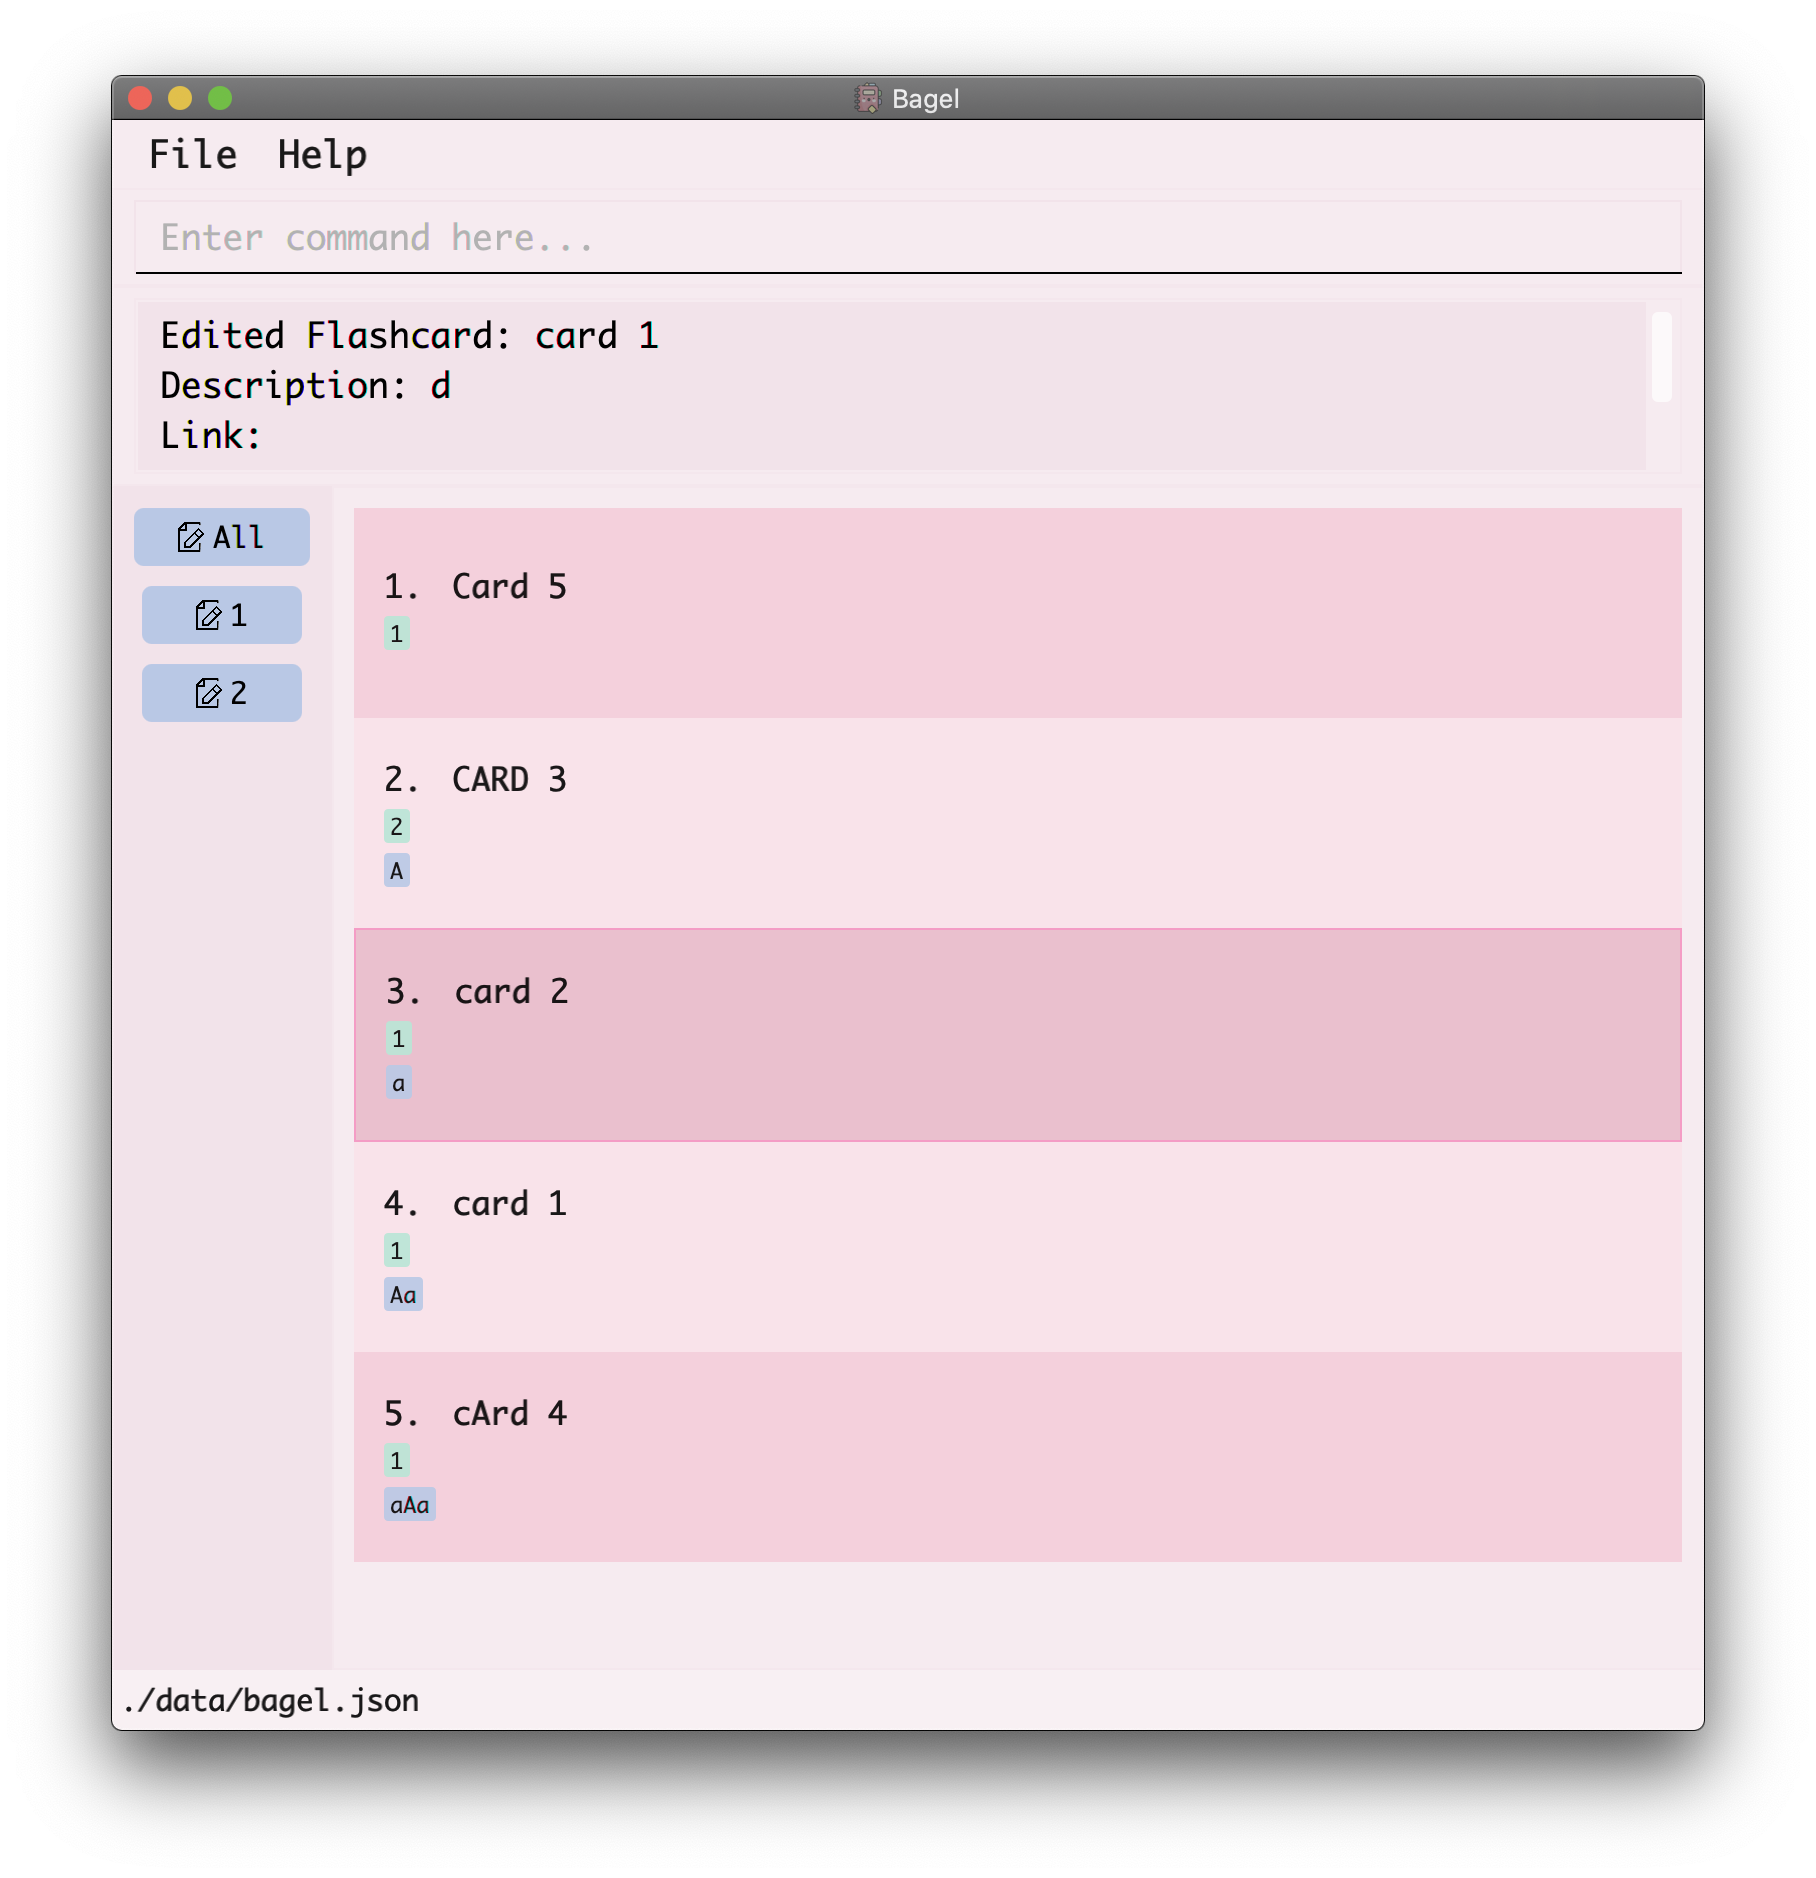 Bagel
File Help
Enter command here...
Edited Flashcard: card 1
Description: d
Link:
All
1
2
1. Card 5
1
2. CARD 3
2
A
3. card 2
1
a
4. card 1
1
Aa
5. cArd 4
1
aAa
./data/bagel.json